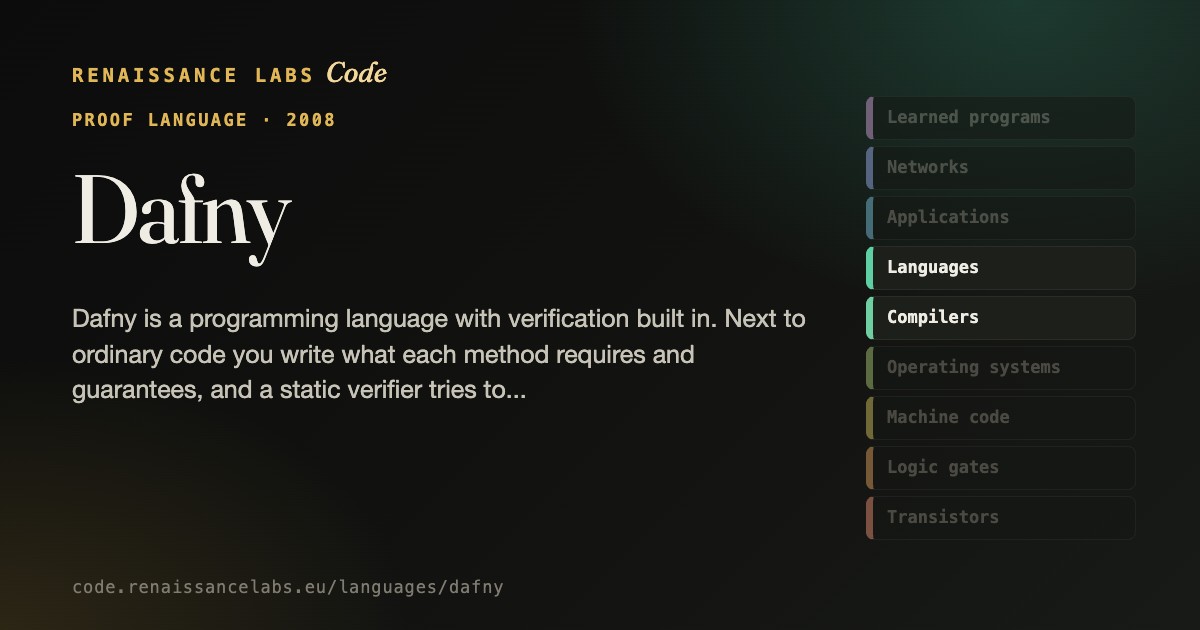 RENAISSANCE LABS Code
PROOF LANGUAGE · 2008
Dafny
Dafny is a programming language with verification built in. Next to
ordinary code you write what each method requires and
guarantees, and a static verifier tries to...
Learned programs
Networks
Applications
Languages
Compilers
Operating systems
Machine code
Logic gates
Transistors
code.renaissancelabs.eu/languages/dafny